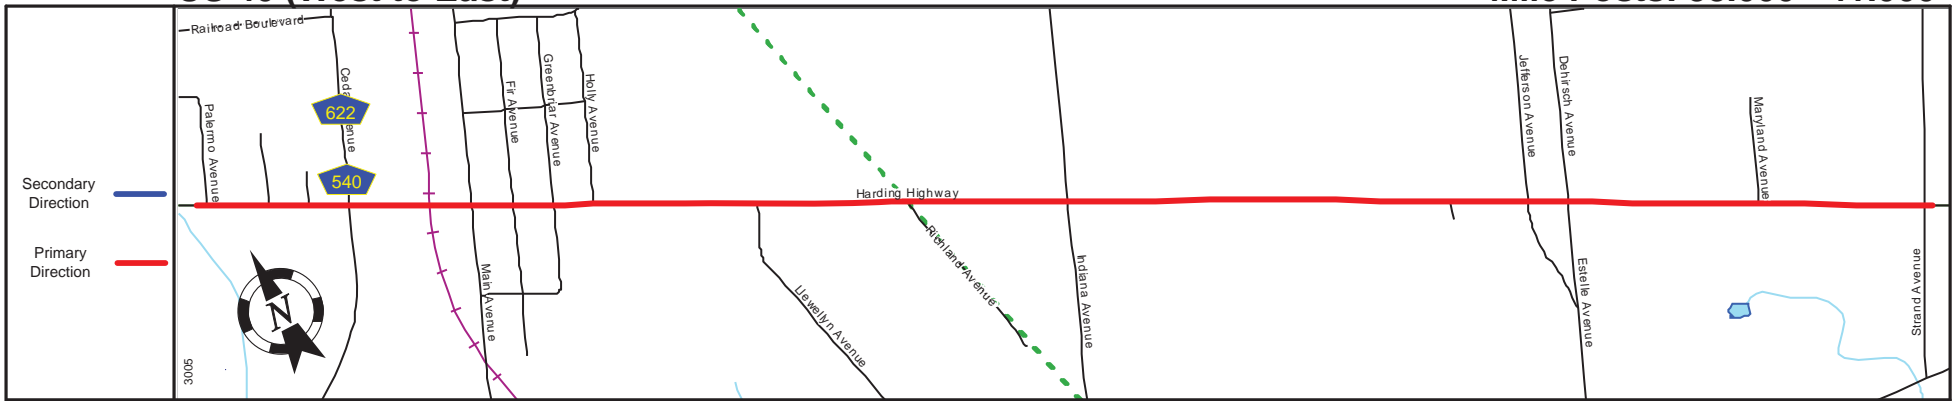 Railroad Boulevard
Palermo Avenue
622
540
Fir Avenue
Greenbriar Avenue
Holly Avenue
Jefferson Avenue
Dehirsch Avenue
Maryland Avenue
Secondary
Direction
Harding Highway
Primary
Direction
Richland Avenue
Main Avenue
Llewellyn Avenue
Indiana Avenue
Estelle Avenue
Strand Avenue
N
3005